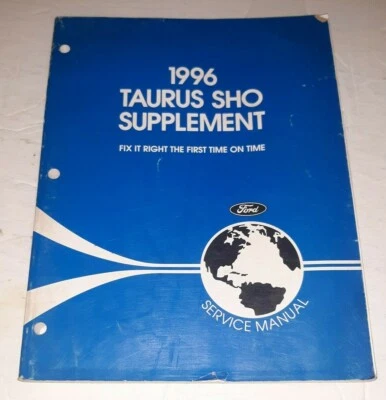 1996
TAURUS SHO
SUPPLEMENT
FIX IT RIGHT THE FIRST TIME ON TIME
Ford
SERVICE MANUAL